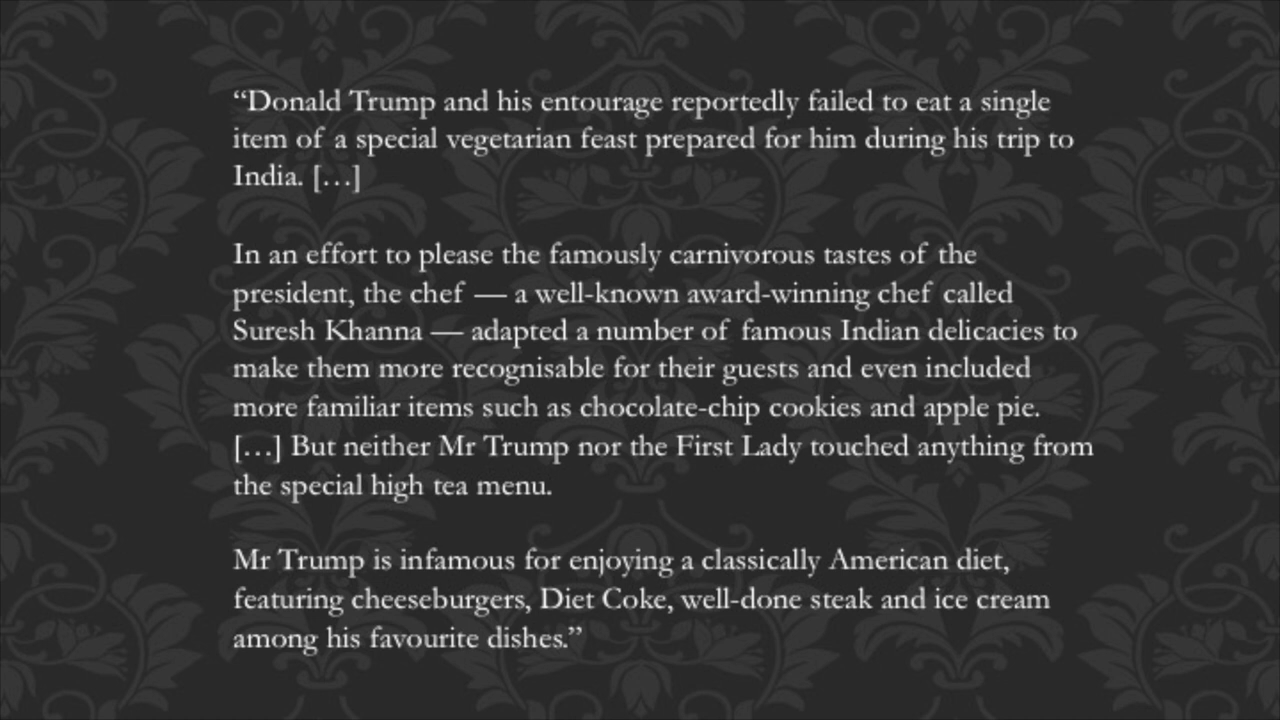 “Donald Trump and his entourage reportedly failed to eat a single
item of a special vegetarian feast prepared for him during his trip to
India. […]
In an effort to please the famously carnivorous tastes of the
president, the chef — a well-known award-winning chef called
Suresh Khanna — adapted a number of famous Indian delicacies to
make them more recognisable for their guests and even included
more familiar items such as chocolate-chip cookies and apple pie.
[…] But neither Mr Trump nor the First Lady touched anything from
the special high tea menu.
Mr Trump is infamous for enjoying a classically American diet,
featuring cheeseburgers, Diet Coke, well-done steak and ice cream
among his favourite dishes.”